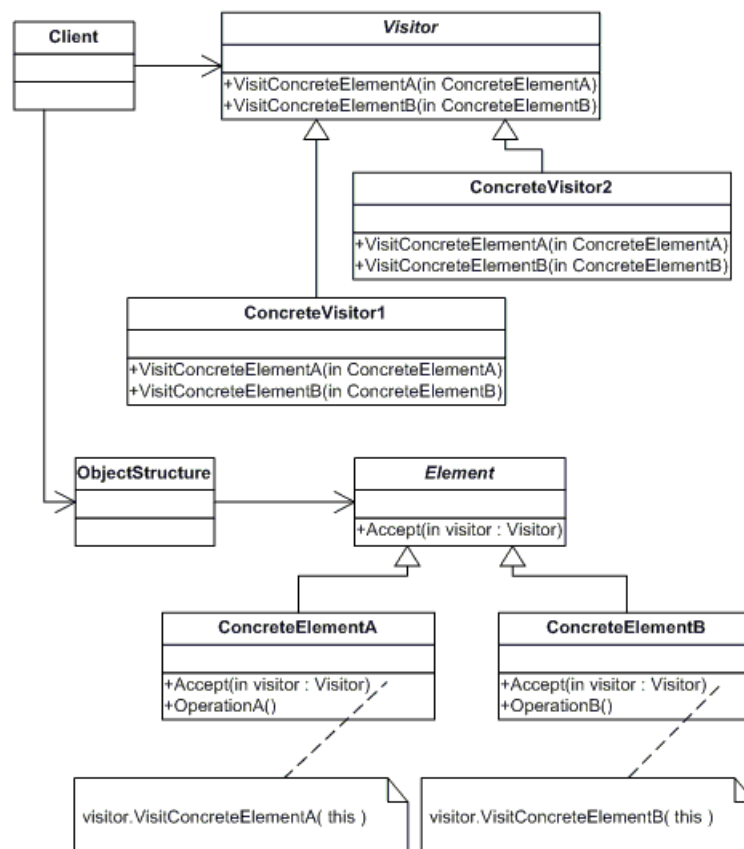 Client
Visitor
+VisitConcreteElementA(in ConcreteElementA)
+VisitConcreteElementB(in ConcreteElementB)
ConcreteVisitor2
+VisitConcreteElementA(in ConcreteElementA)
+VisitConcreteElementB(in ConcreteElementB)
ConcreteVisitor1
+VisitConcreteElementA(in ConcreteElementA)
+VisitConcreteElementB(in ConcreteElementB)
ObjectStructure
Element
+Accept(in visitor : Visitor)
ConcreteElementA
+Accept(in visitor : Visitor)
+OperationA()
ConcreteElementB
+Accept(in visitor : Visitor)
+OperationB()
visitor.VisitConcreteElementA( this )
visitor.VisitConcreteElementB( this )